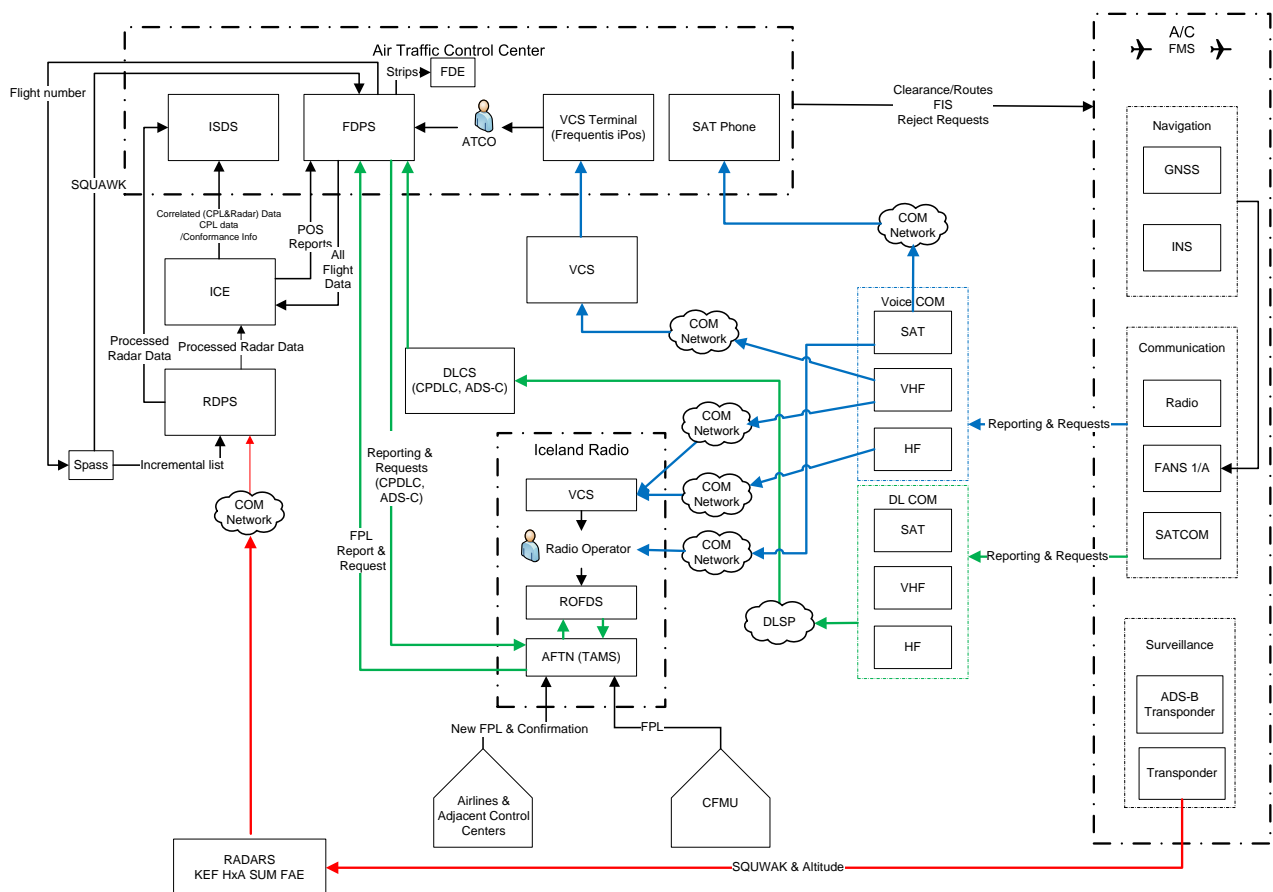 Air Traffic Control Center
Strips
FDE
Flight number
ISDS
FDPS
ATCO
VCS Terminal
(Frequentis iPos)
SAT Phone
Clearance/Routes
FIS
Reject Requests
A/C
FMS
Navigation
GNSS
INS
SQUAWK
Correlated (CPL&Radar) Data
CPL data
/Conformance Info
POS
Reports
All
Flight
Data
ICE
VCS
COM
Network
Voice COM
SAT
VHF
HF
COM
Network
Processed
Radar Data
Processed Radar Data
DLCS
(CPDLC, ADS-C)
RDPS
Communication
Radio
FANS 1/A
SATCOM
Reporting & Requests
Reporting & Requests
Spass
Incremental list
COM
Network
Reporting &
Requests
(CPDLC,
ADS-C)
FPL
Report &
Request
Iceland Radio
VCS
Radio Operator
ROFDS
AFTN (TAMS)
COM
Network
COM
Network
COM
Network
DL COM
SAT
VHF
HF
DLSP
Surveillance
ADS-B
Transponder
Transponder
New FPL & Confirmation
FPL
Airlines &
Adjacent Control
Centers
CFMU
RADARS
KEF HxA SUM FAE
SQUWAK & Altitude